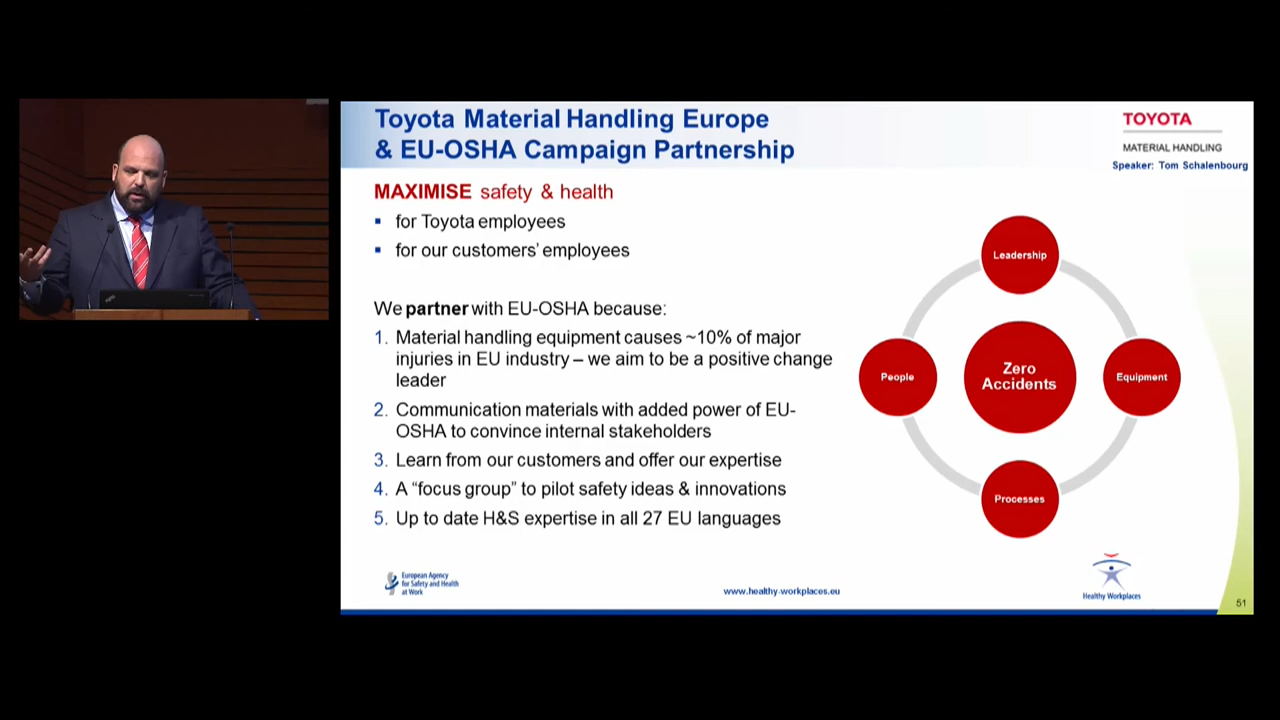 Toyota Material Handling Europe
& EU-OSHA Campaign Partnership
TOYOTA
MATERIAL HANDLING
Speaker: Tom Schalenbourg
MAXIMISE safety & health
▪ for Toyota employees
▪ for our customers' employees
We partner with EU-OSHA because:
1. Material handling equipment causes ~10% of major
injuries in EU industry – we aim to be a positive change
leader
2. Communication materials with added power of EU-
OSHA to convince internal stakeholders
3. Learn from our customers and offer our expertise
4. A “focus group” to pilot safety ideas & innovations
5. Up to date H&S expertise in all 27 EU languages
Leadership
People
Zero
Accidents
Equipment
Processes
European Agency
for Safety and Health
at Work
www.healthy-workplaces.eu
Healthy Workplaces
51